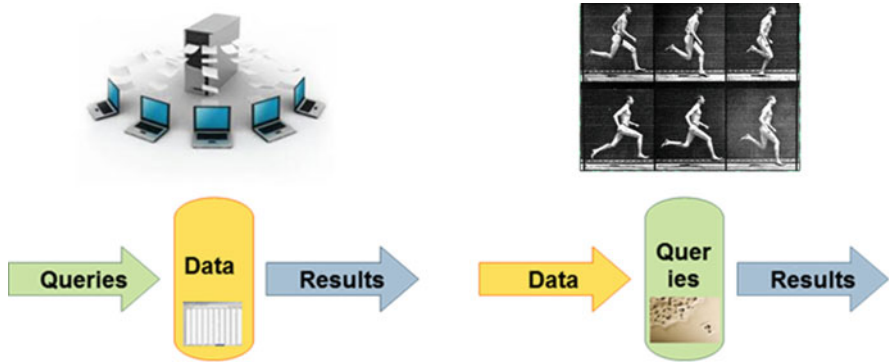 Queries
Data
Results
Data
Quer
ies
Results